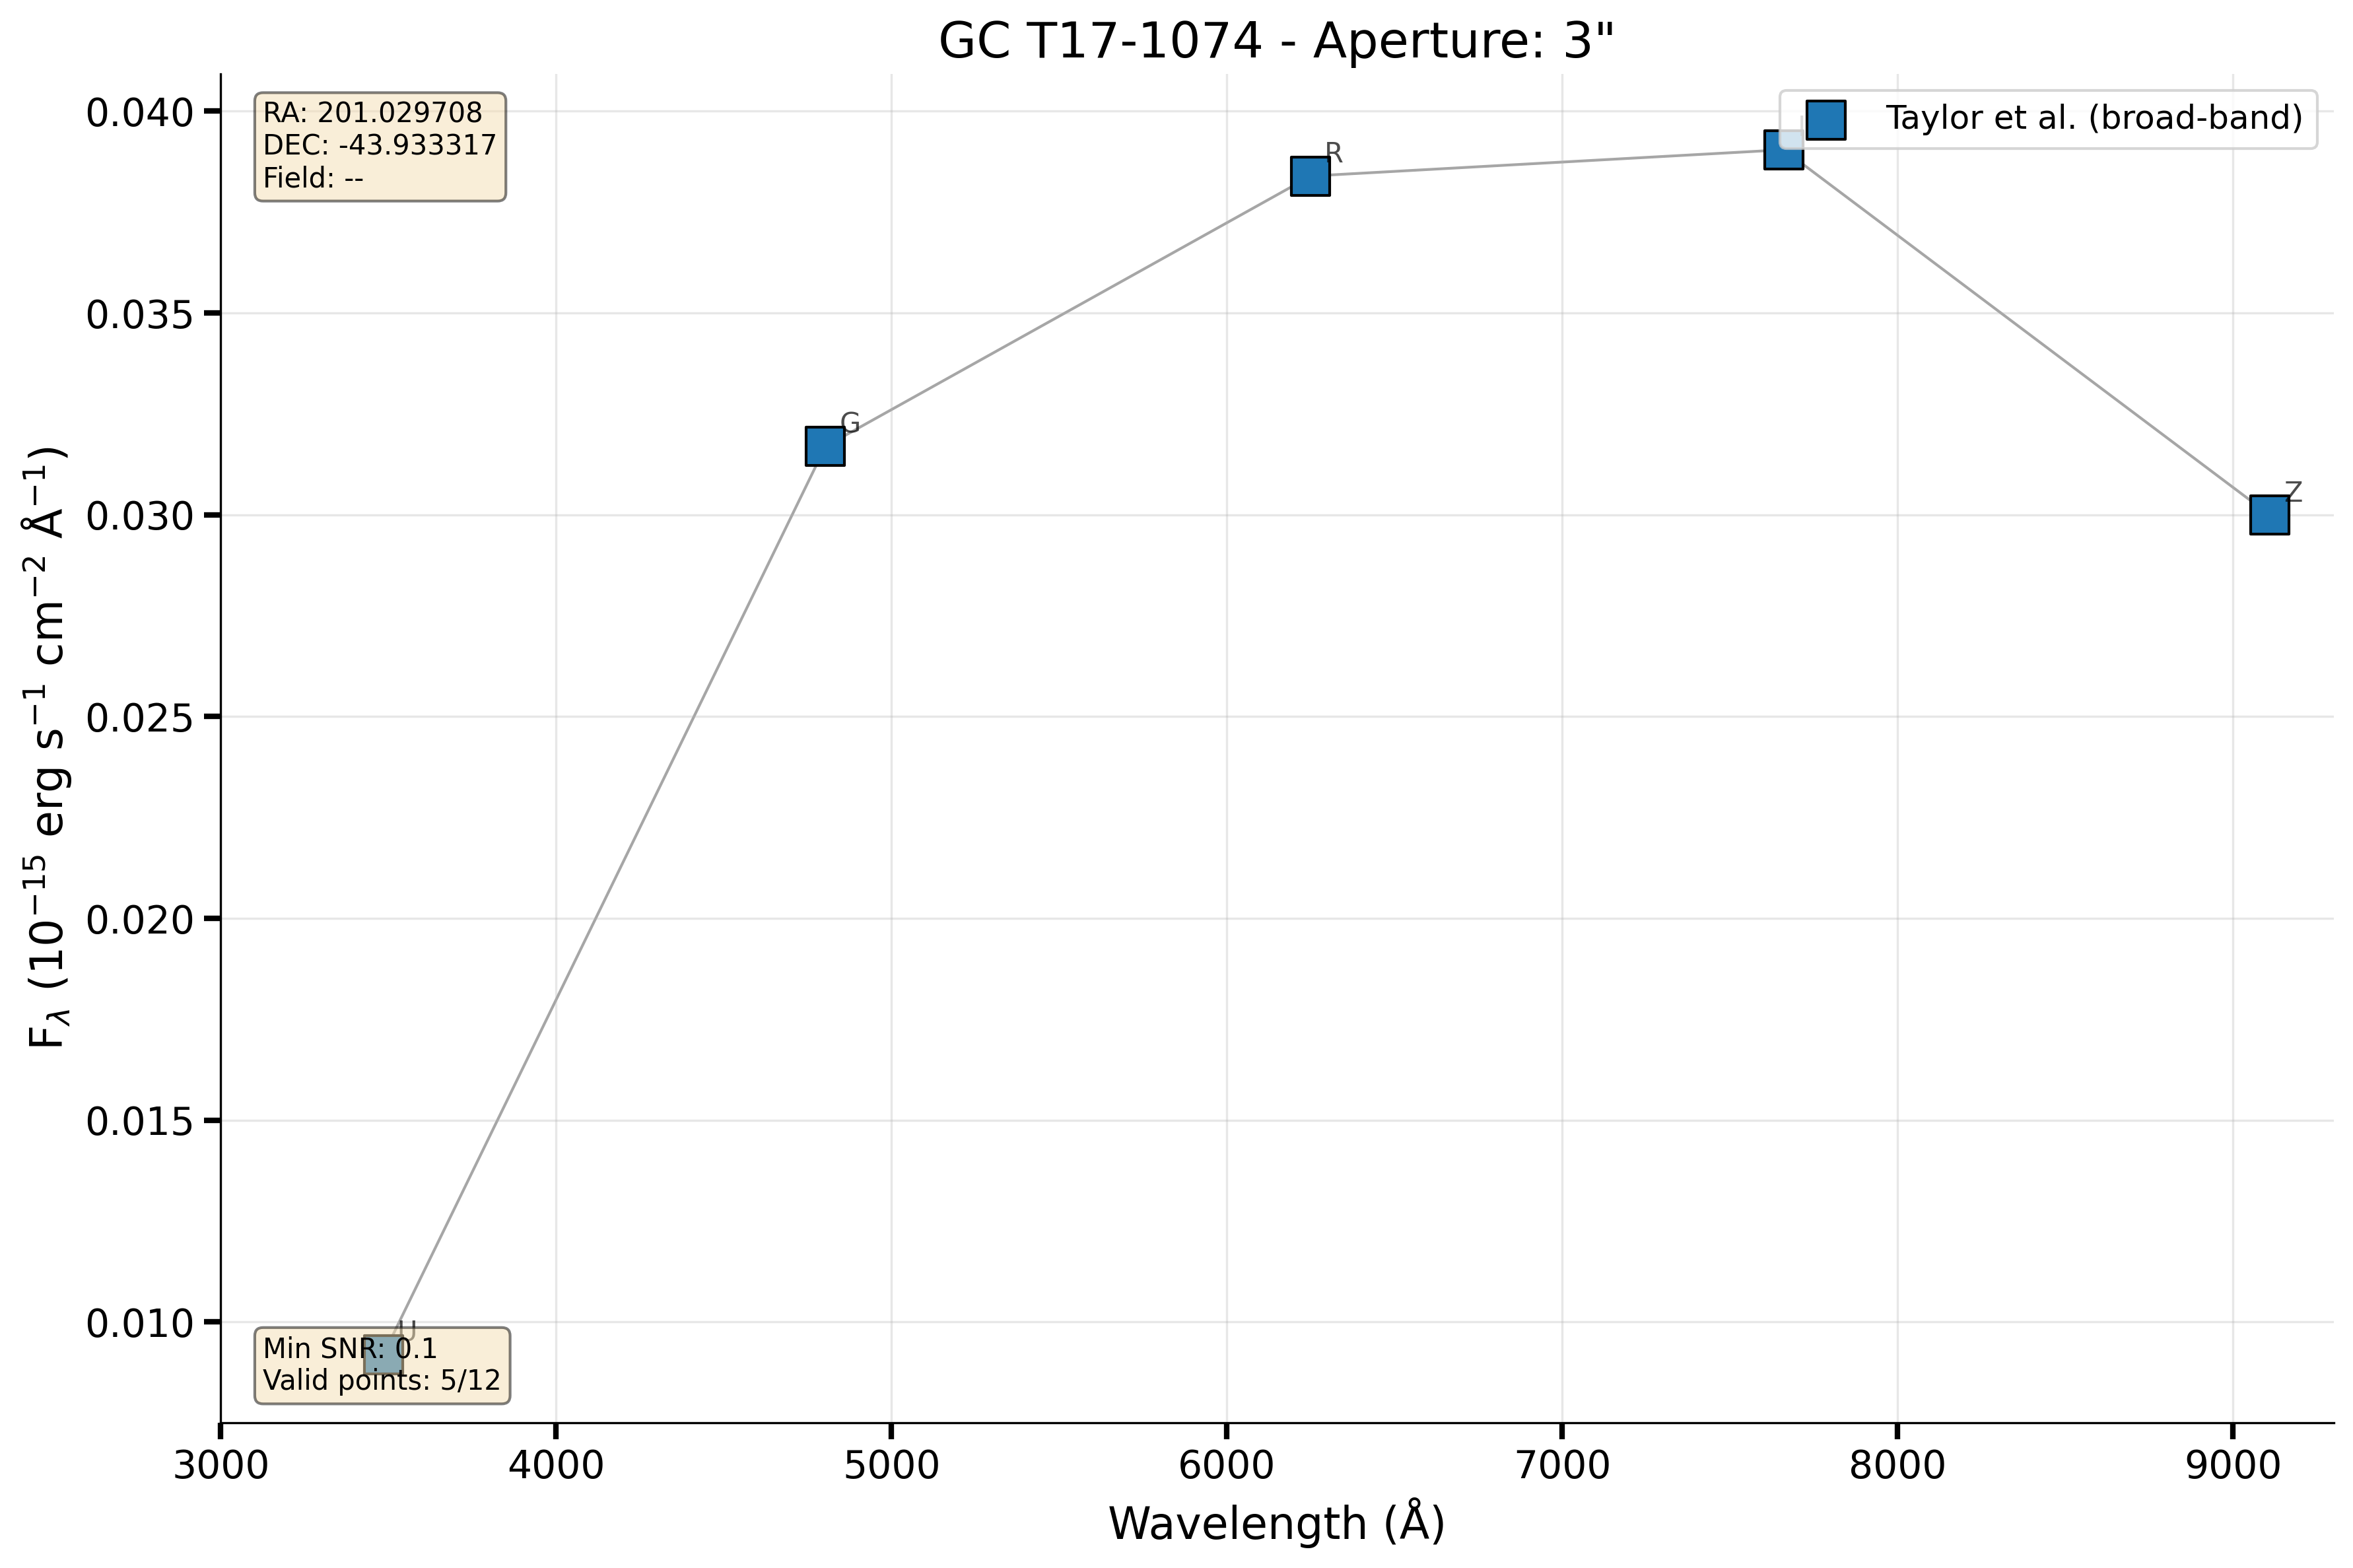 GC T17-1074 - Aperture: 3"
RA: 201.029708
DEC: -43.933317
Field: --
Taylor et al. (broad-band)
R
G
Z
U
Min SNR: 0.1
Valid points: 5/12
0.040
0.035
0.030
0.025
0.020
0.015
0.010
F_λ (10⁻¹⁵ erg s⁻¹ cm⁻² Å⁻¹)
3000 4000 5000 6000 7000 8000 9000
Wavelength (Å)